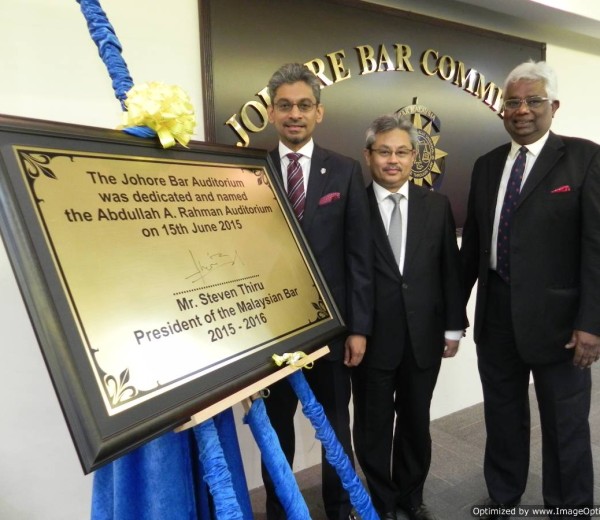 JOHORE BAR COMMI
The Johore Bar Auditorium
was dedicated and named
the Abdullah A. Rahman Auditorium
on 15th June 2015
Mr. Steven Thiru
President of the Malaysian Bar
2015 - 2016
Optimized by www.ImageOpti